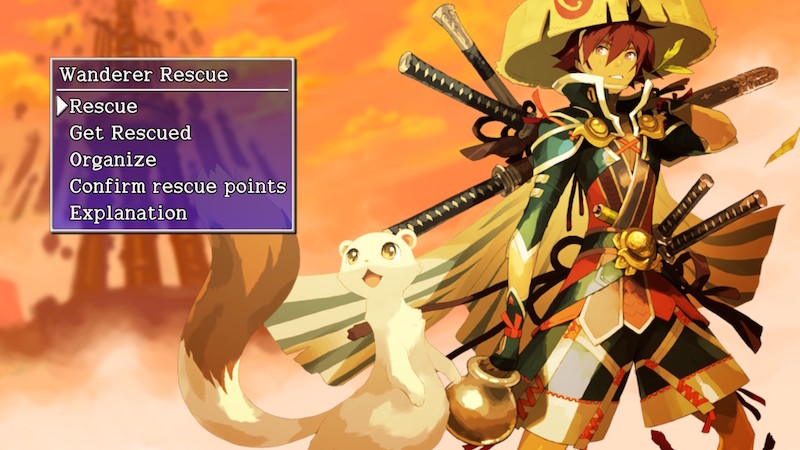 Wanderer Rescue
Rescue
Get Rescued
Organize
Confirm rescue points
Explanation